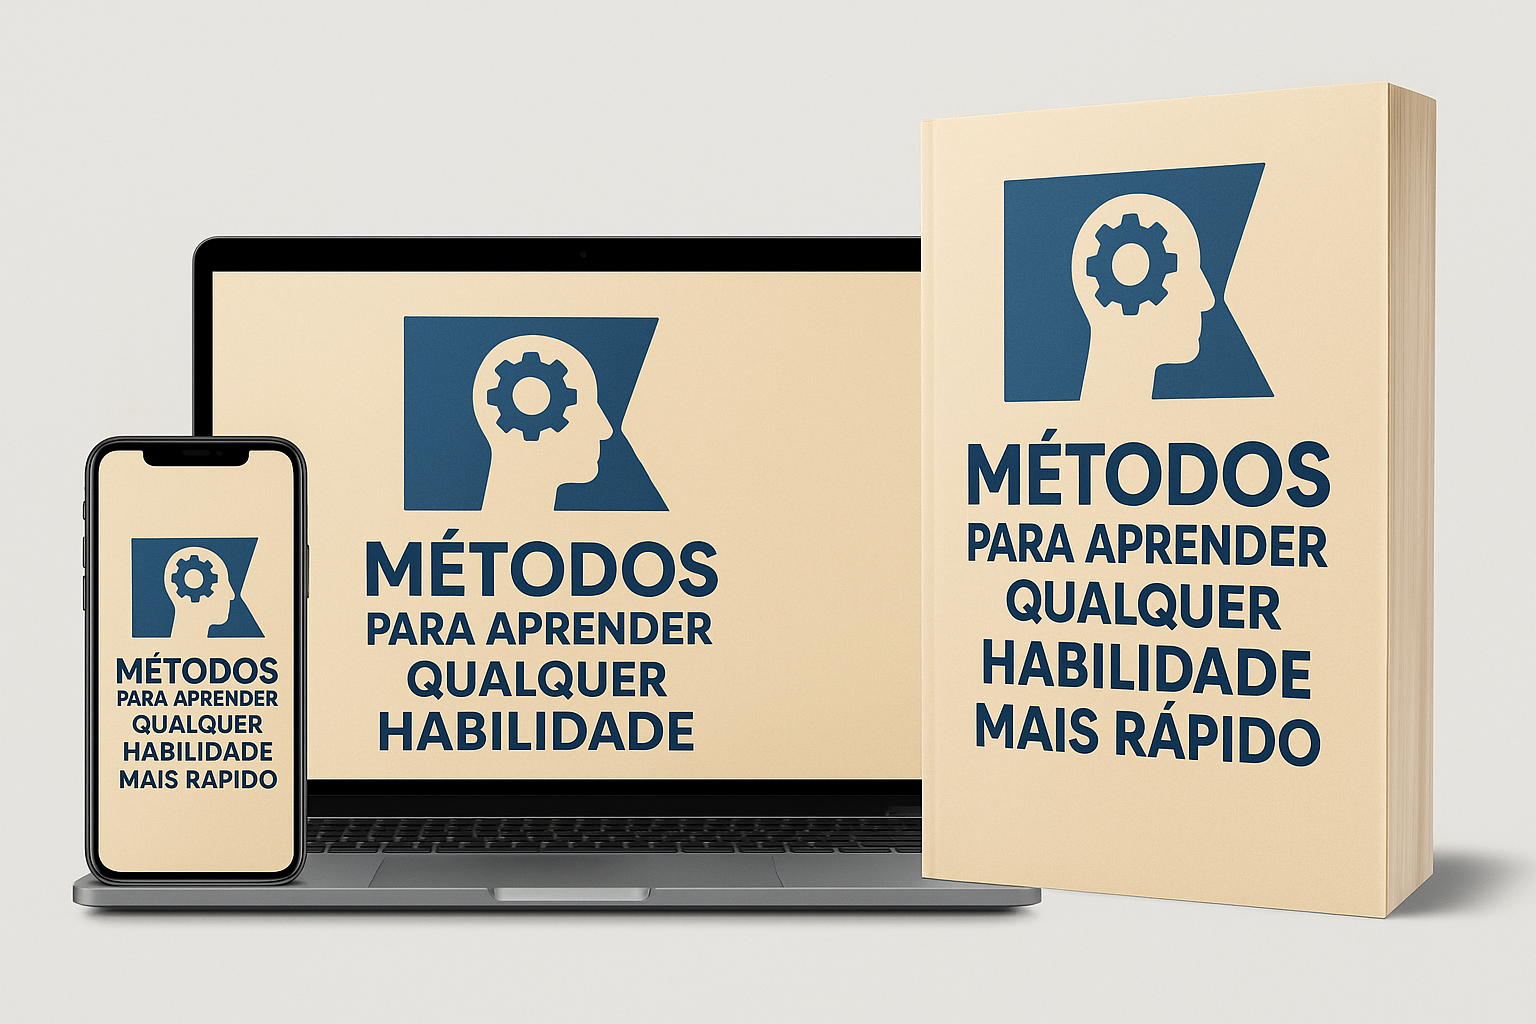 MÉTODOS
PARA APRENDER
QUALQUER
HABILIDADE
MAIS RAPIDO
MÉTODOS
PARA APRENDER
QUALQUER
HABILIDADE
MÉTODOS
PARA APRENDER
QUALQUER
HABILIDADE
MAIS RÁPIDO